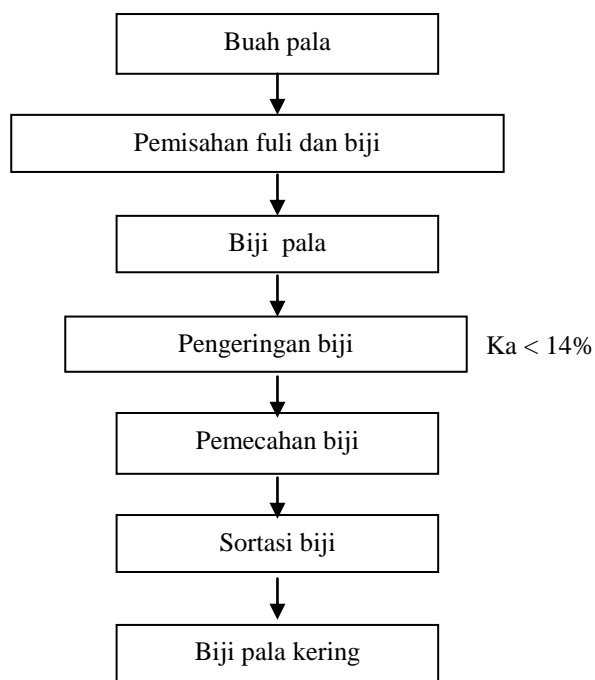 Buah pala
Pemisahan fuli dan biji
Biji pala
Pengeringan biji
Ka < 14%
Pemecahan biji
Sortasi biji
Biji pala kering